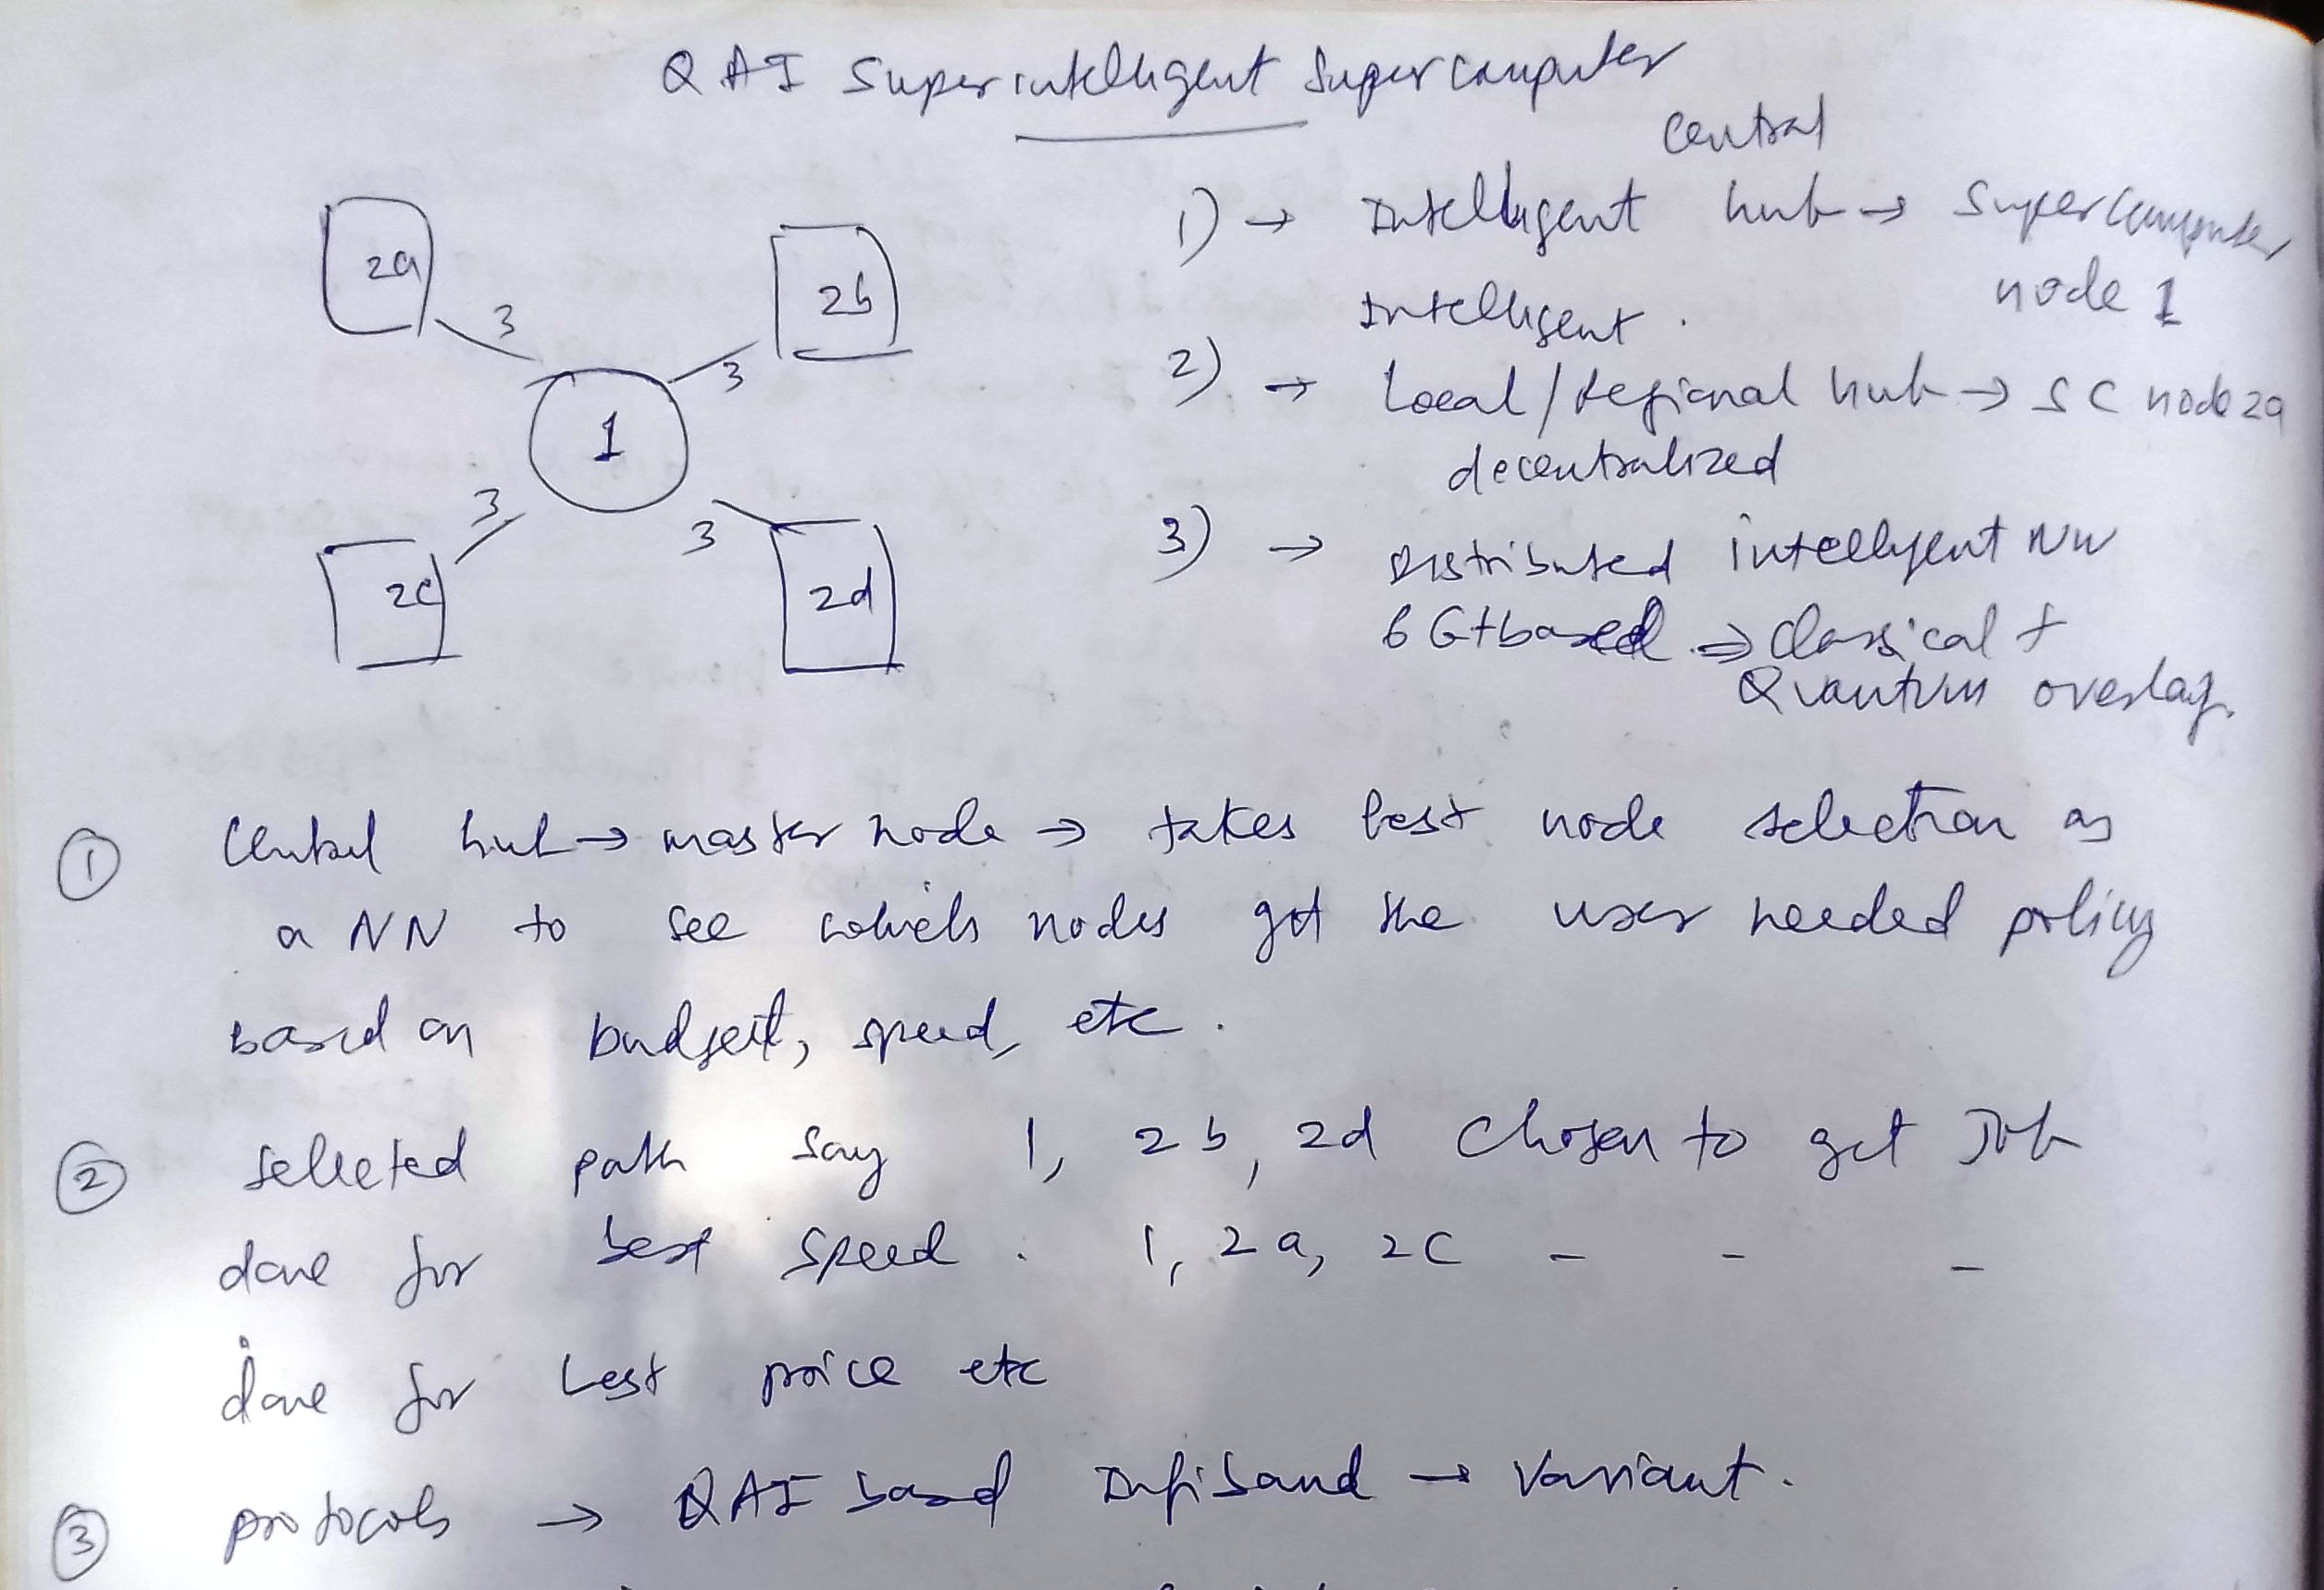 QAI Superintelligent Supercomputer
central
1) → Intelligent hub → Supercomputer
node 1
Intelligent.
2) → Local/regional hub → SC node 2a
decentralized
3) → Distributed intelligent NW
6G+ based ⇒ classical +
Quantum overlay.
2a
2b
2c
2d
1
3
3
3
3
① Central hub → master node → takes best node selection as
a NN to see which nodes got the user needed policy
based on budget, speed, etc.
② selected path say 1, 2b, 2d chosen to get Job
done for best speed. 1, 2a, 2c - - -
done for best price etc
③ protocols → QAI based Infiband → variant.